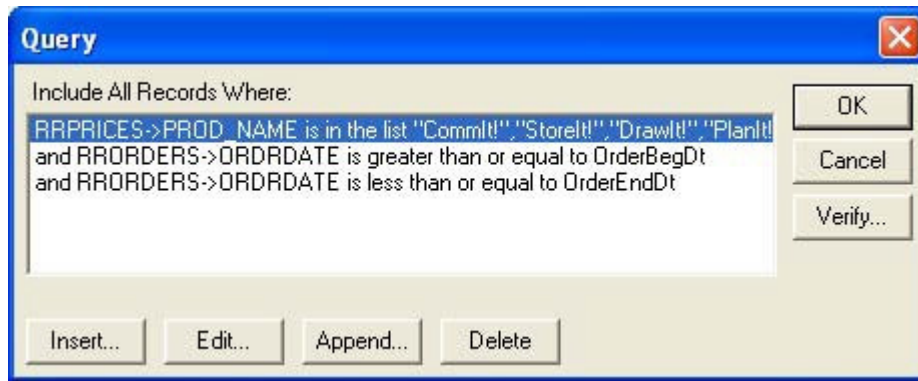 Query
Include All Records Where:
RRPRICES->PROD_NAME is in the list "CommIt!","StoreIt!","DrawIt!","PlanIt!
and RRORDERS->ORDRDATE is greater than or equal to OrderBegDt
and RRORDERS->ORDRDATE is less than or equal to OrderEndDt
OK
Cancel
Verify...
Insert...
Edit...
Append...
Delete